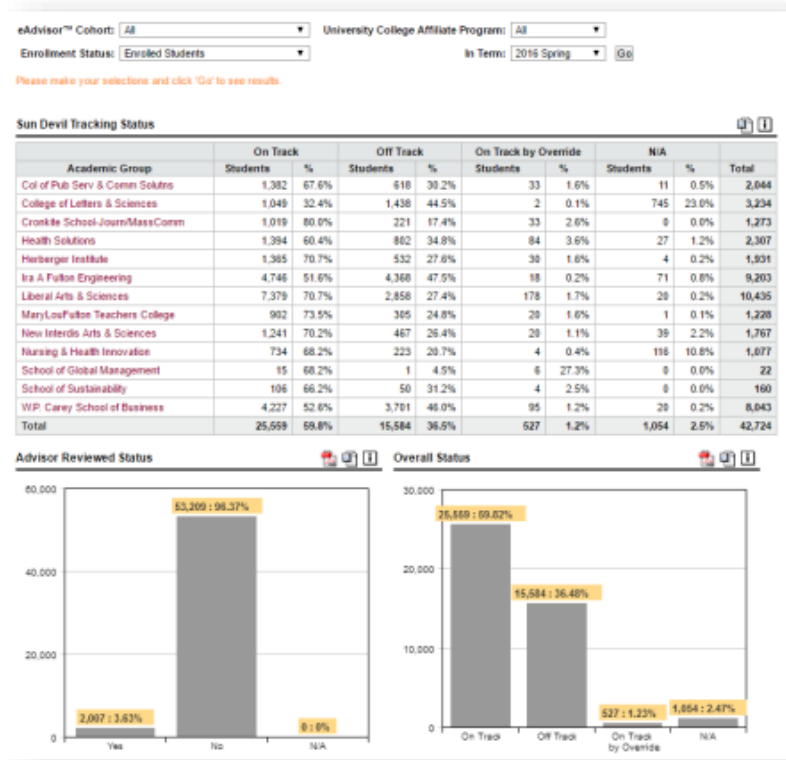 eAdvisor™ Cohort: All University College Affiliate Program: All
Enrollment Status: Enrolled Students In Term: 2016 Spring Go
Please make your selections and click 'Go' to see results.
Sun Devil Tracking Status
On Track Off Track On Track by Override N/A
Academic Group Students % Students % Students % Students % Total
Col of Pub Serv & Comm Solutns 1,382 67.6% 618 30.2% 33 1.6% 11 0.5% 2,044
College of Letters & Sciences 1,049 32.4% 1,438 44.5% 2 0.1% 745 23.0% 3,234
Cronkite School-Journ/MassComm 1,019 80.0% 221 17.4% 33 2.6% 0 0.0% 1,273
Health Solutions 1,394 60.4% 802 34.8% 84 3.6% 27 1.2% 2,307
Herberger Institute 1,365 70.7% 532 27.6% 30 1.6% 4 0.2% 1,931
Ira A Fulton Engineering 4,746 51.6% 4,368 47.5% 18 0.2% 71 0.8% 9,203
Liberal Arts & Sciences 7,379 70.7% 2,858 27.4% 178 1.7% 20 0.2% 10,435
MaryLouFulton Teachers College 902 73.5% 305 24.8% 20 1.6% 1 0.1% 1,228
New Interdis Arts & Sciences 1,241 70.2% 467 26.4% 20 1.1% 39 2.2% 1,767
Nursing & Health Innovation 734 68.2% 223 20.7% 4 0.4% 116 10.8% 1,077
School of Global Management 15 68.2% 1 4.5% 6 27.3% 0 0.0% 22
School of Sustainability 106 66.2% 50 31.2% 4 2.5% 0 0.0% 160
W.P. Carey School of Business 4,227 52.6% 3,701 46.0% 95 1.2% 20 0.2% 8,043
Total 25,559 59.8% 15,584 36.5% 527 1.2% 1,054 2.5% 42,724
Advisor Reviewed Status
60,000
53,209 : 96.37%
40,000
20,000
2,007 : 3.63%
0 : 0%
0
Yes No N/A
Overall Status
30,000
25,559 : 59.82%
20,000
15,584 : 36.48%
10,000
527 : 1.23%
1,054 : 2.47%
0
On Track Off Track On Track N/A
by Override